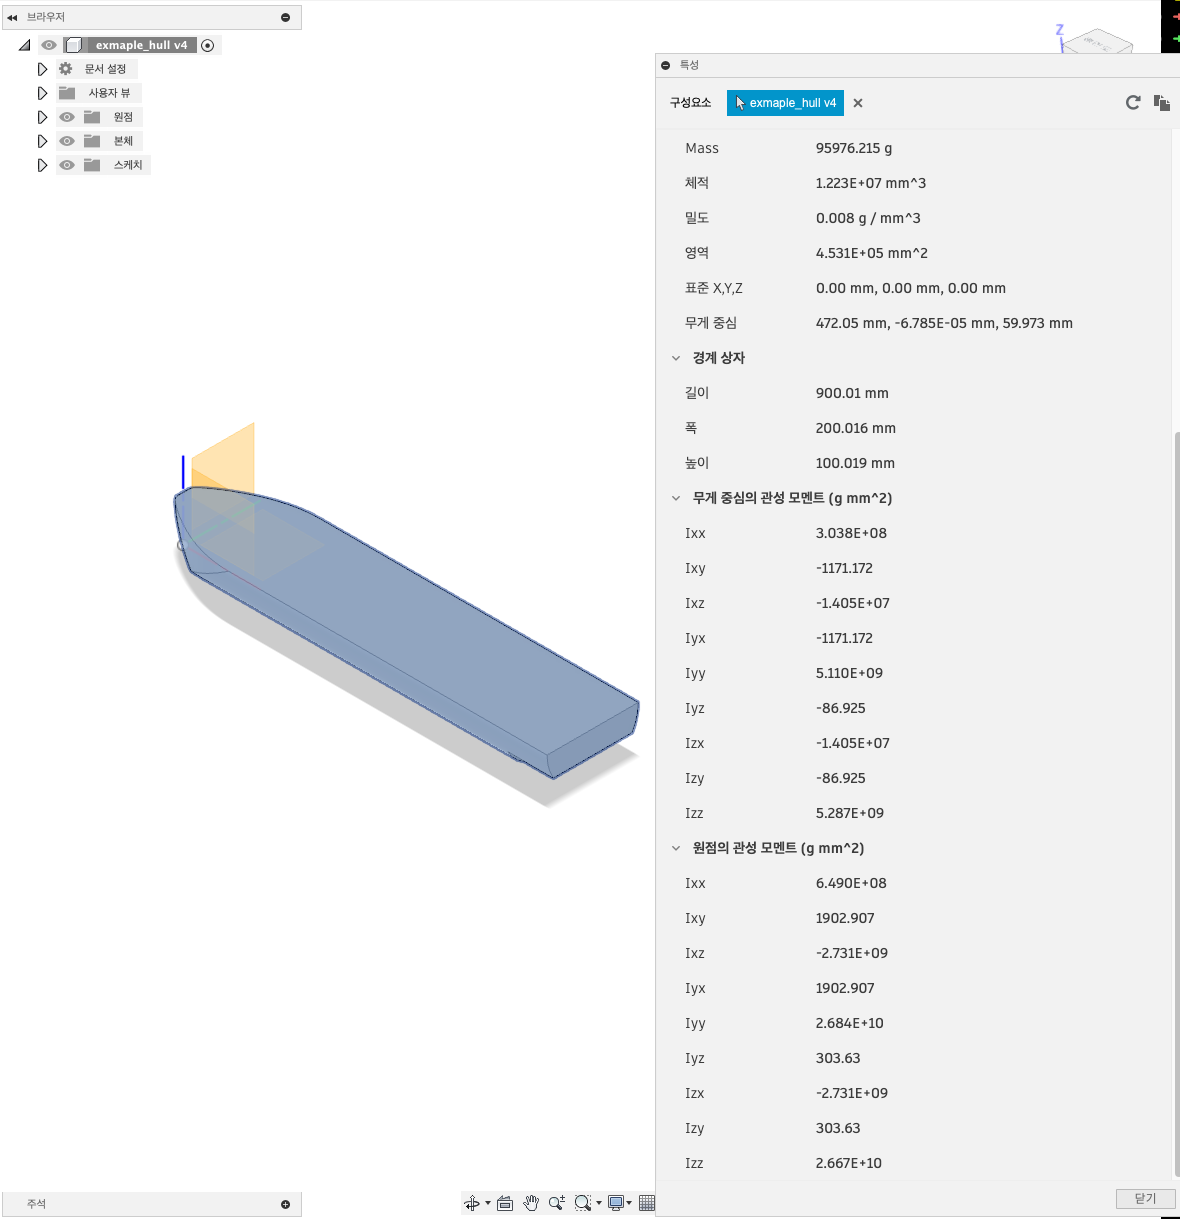 브라우저
exmaple_hull v4
문서 설정
사용자 뷰
원점
본체
스케치
주석
Z
특성
구성요소 exmaple_hull v4
Mass 95976.215 g
체적 1.223E+07 mm^3
밀도 0.008 g / mm^3
영역 4.531E+05 mm^2
표준 X,Y,Z 0.00 mm, 0.00 mm, 0.00 mm
무게 중심 472.05 mm, -6.785E-05 mm, 59.973 mm
경계 상자
길이 900.01 mm
폭 200.016 mm
높이 100.019 mm
무게 중심의 관성 모멘트 (g mm^2)
Ixx 3.038E+08
Ixy -1171.172
Ixz -1.405E+07
Iyx -1171.172
Iyy 5.110E+09
Iyz -86.925
Izx -1.405E+07
Izy -86.925
Izz 5.287E+09
원점의 관성 모멘트 (g mm^2)
Ixx 6.490E+08
Ixy 1902.907
Ixz -2.731E+09
Iyx 1902.907
Iyy 2.684E+10
Iyz 303.63
Izx -2.731E+09
Izy 303.63
Izz 2.667E+10
닫기